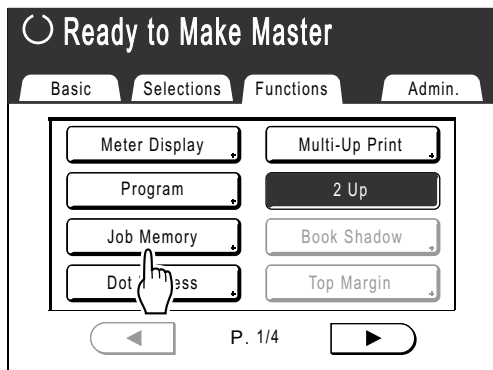 Ready to Make Master
Basic Selections Functions Admin.
Meter Display Multi-Up Print
Program 2 Up
Job Memory Book Shadow
Dot ess Top Margin
P. 1/4